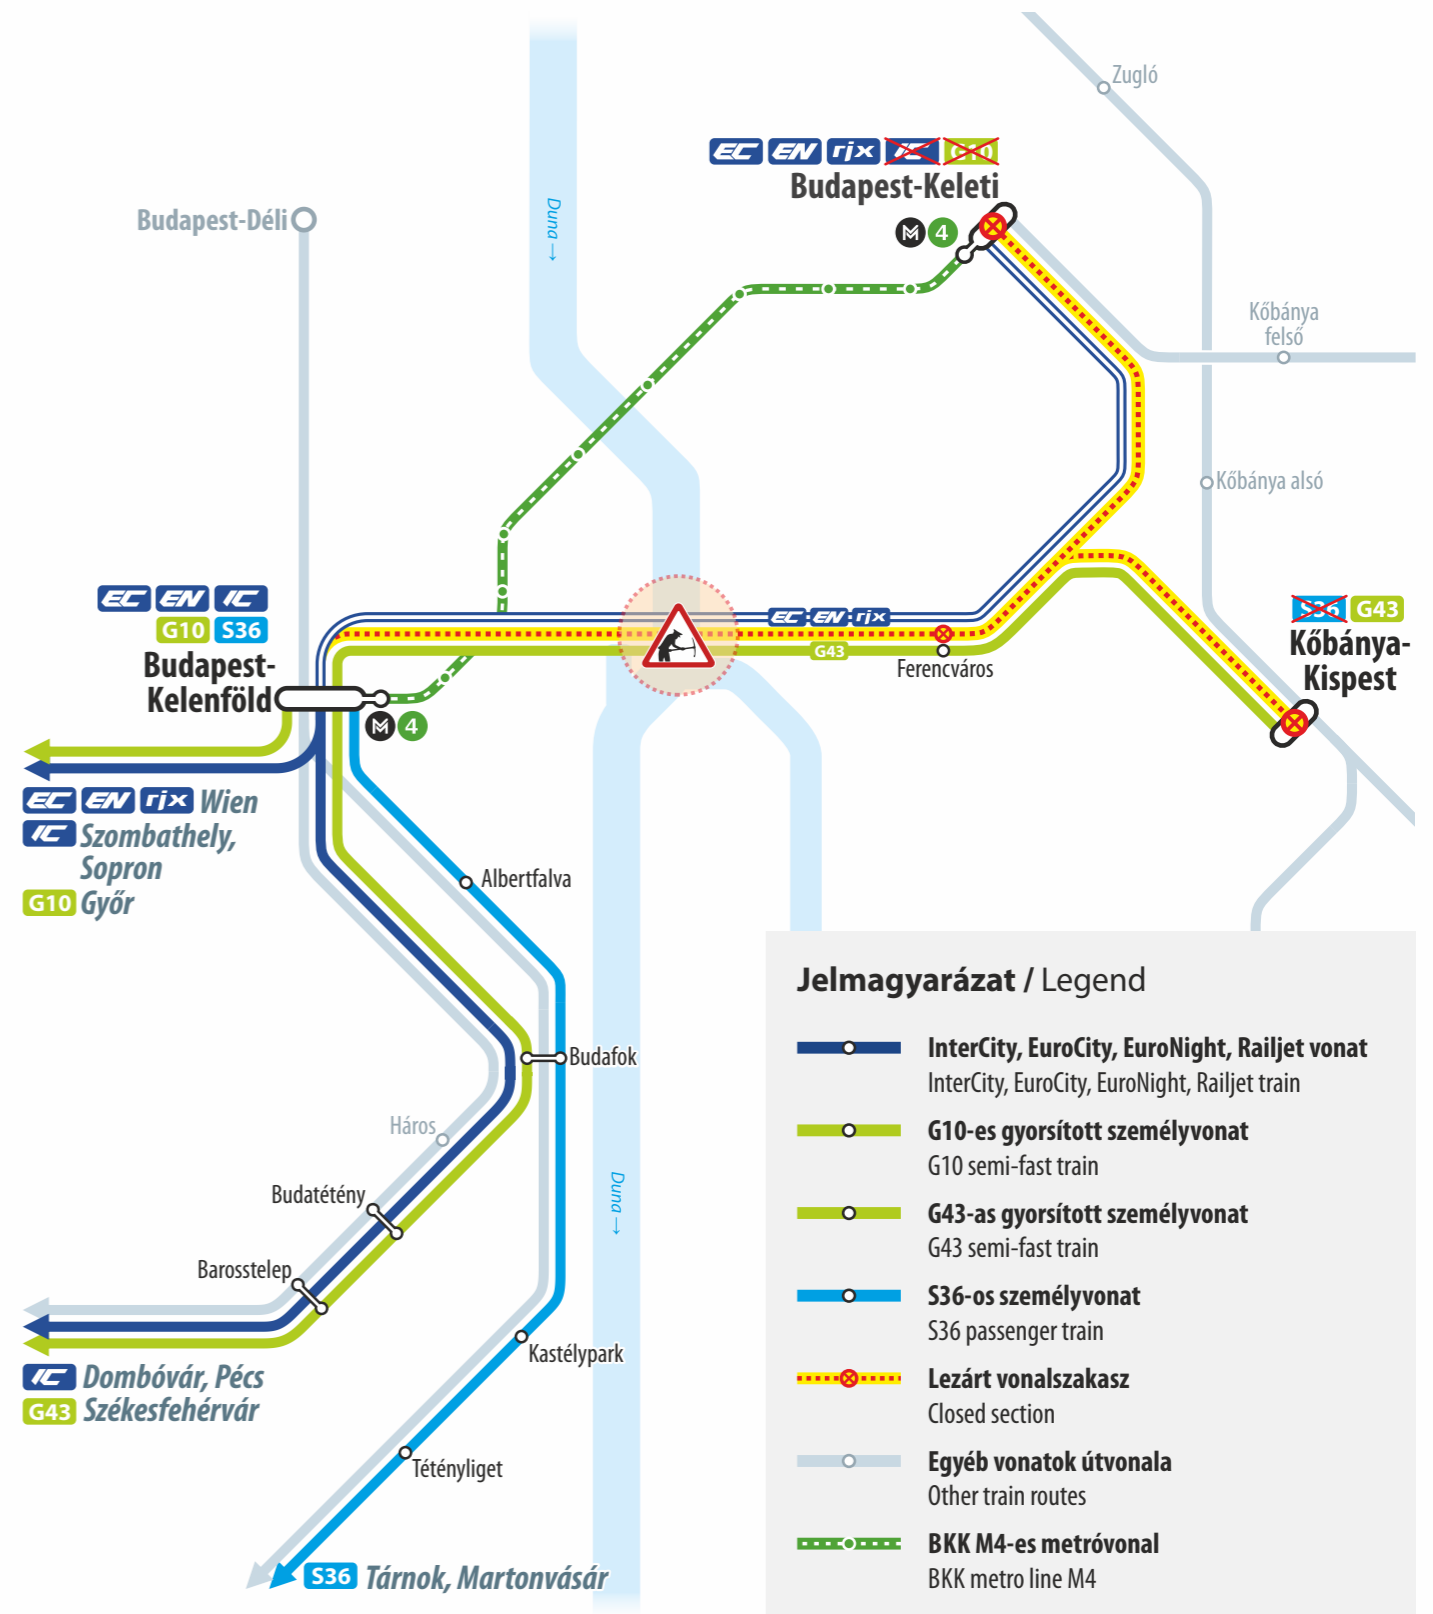 Zugló
EC EN rjx IC G10
Budapest-Keleti
M 4
Budapest-Déli
Duna →
Kőbánya
felső
Kőbánya alsó
EC EN IC
G10 S36
Budapest-
Kelenföld
M 4
EC EN rjx
G43
Ferencváros
S36 G43
Kőbánya-
Kispest
EC EN rjx Wien
IC Szombathely,
Sopron
G10 Győr
Albertfalva
Budafok
Háros
Budatétény
Barosstelep
Duna →
Kastélypark
IC Dombóvár, Pécs
G43 Székesfehérvár
Tétényliget
S36 Tárnok, Martonvásár
Jelmagyarázat / Legend
InterCity, EuroCity, EuroNight, Railjet vonat
InterCity, EuroCity, EuroNight, Railjet train
G10-es gyorsított személyvonat
G10 semi-fast train
G43-as gyorsított személyvonat
G43 semi-fast train
S36-os személyvonat
S36 passenger train
Lezárt vonalszakasz
Closed section
Egyéb vonatok útvonala
Other train routes
BKK M4-es metróvonal
BKK metro line M4